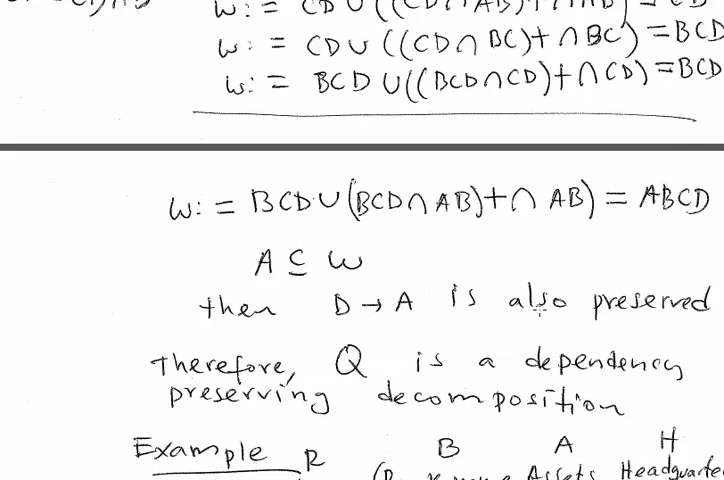 W: = CD ∪ ((CD ∩ BC)+ ∩ BC) = BCD
W: = BCD ∪ ((BCD ∩ CD)+ ∩ CD) = BCD
W: = BCD ∪ (BCD ∩ AB)+ ∩ AB) = ABCD
A ⊆ W
then D → A is also preserved
Therefore, Q is a dependency
preserving decomposition
Example R B A H
Assets Headquarte